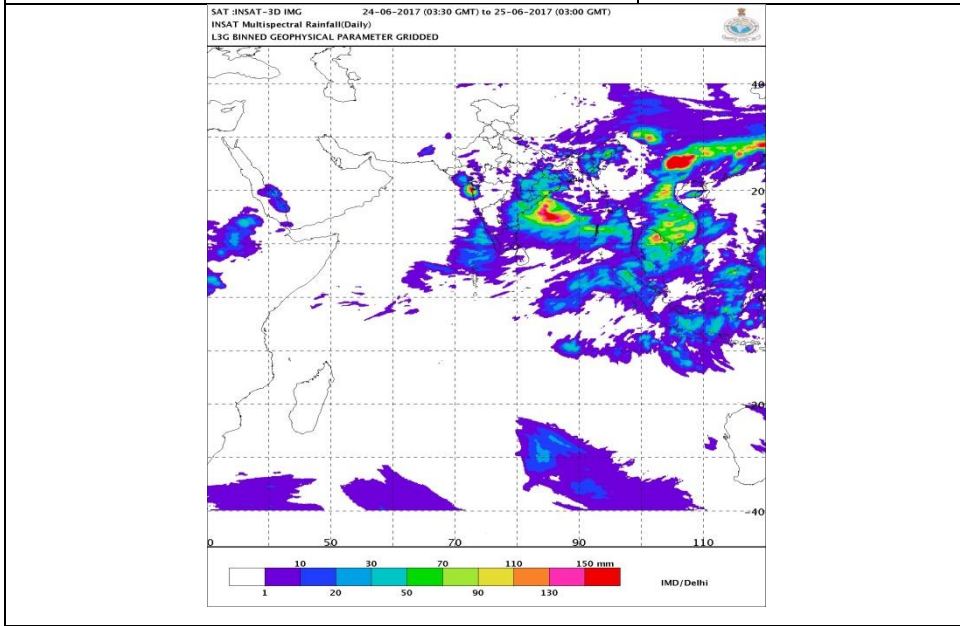 SAT :INSAT-3D IMG 24-06-2017 (03:30 GMT) to 25-06-2017 (03:00 GMT)
INSAT Multispectral Rainfall(Daily)
L3G BINNED GEOPHYSICAL PARAMETER GRIDDED
40
20
-20
-40
0 50 70 90 110
10 30 70 110 150 mm
1 20 50 90 130
IMD/Delhi